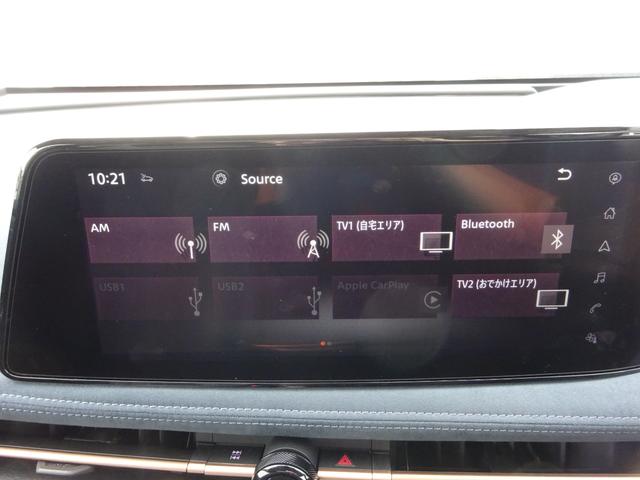 10:21
Source
AM
FM
TV1 (自宅エリア)
Bluetooth
USB1
USB2
Apple CarPlay
TV2 (おでかけエリア)